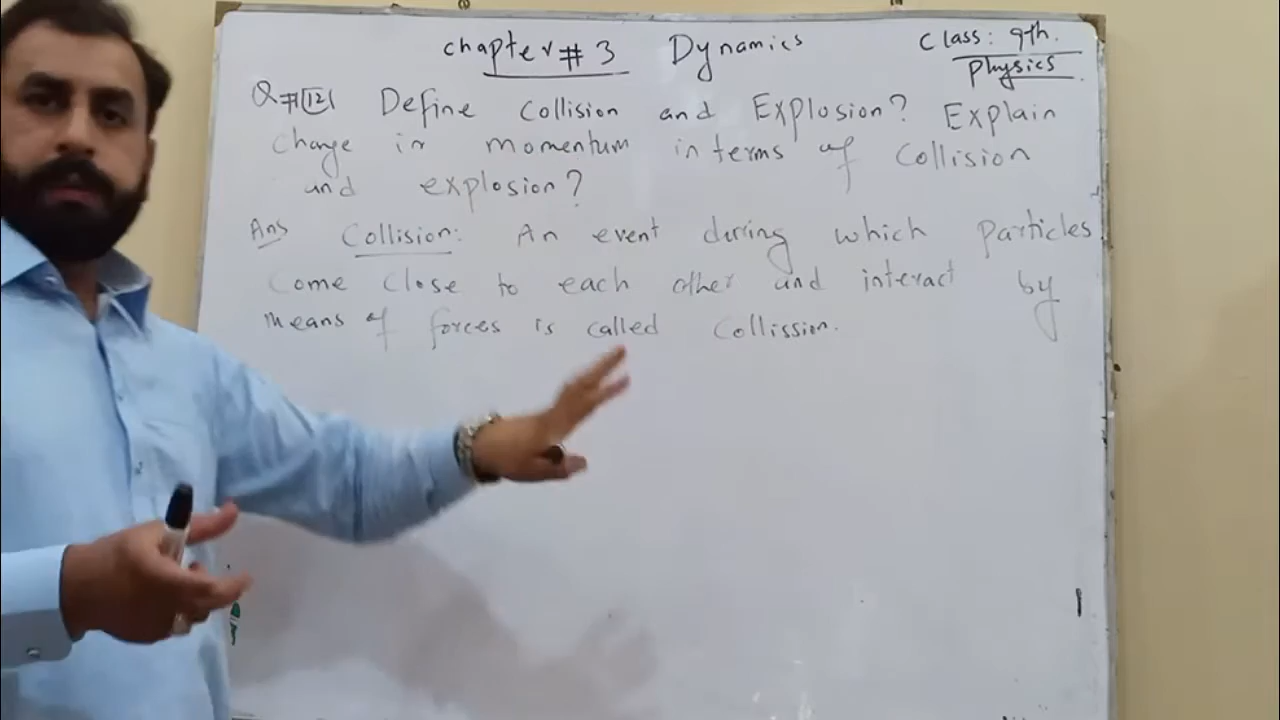 Chapter # 3 Dynamics Class: 9th.
Physics
Q#(12) Define Collision and Explosion? Explain
Change in momentum in terms of Collision
and explosion?
Ans Collision: An event during which particles
Come close to each other and interact by
means of forces is called Collission.